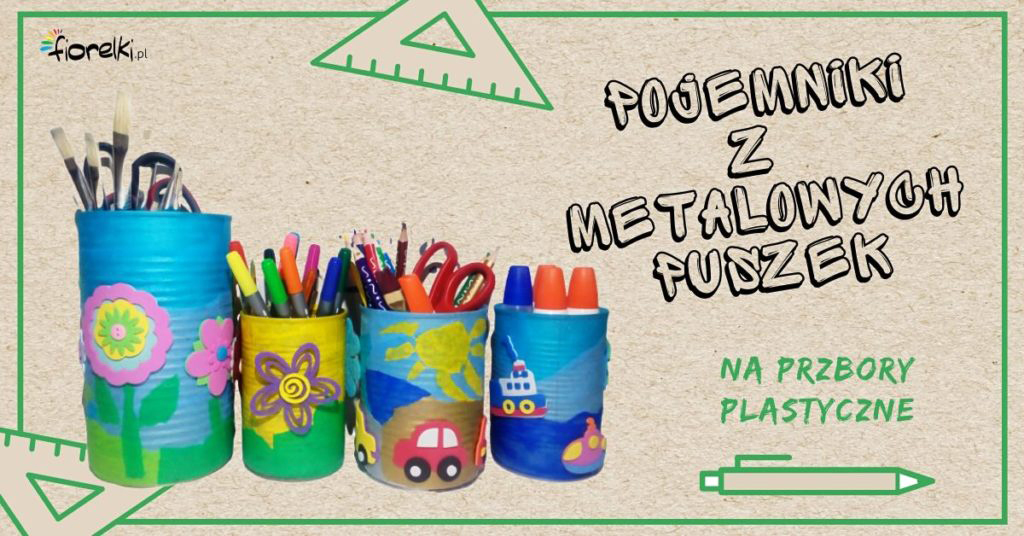 fiorelki.pl
POJEMNIKI
Z
METALOWYCH
PUSZEK
NA PRZBORY
PLASTYCZNE